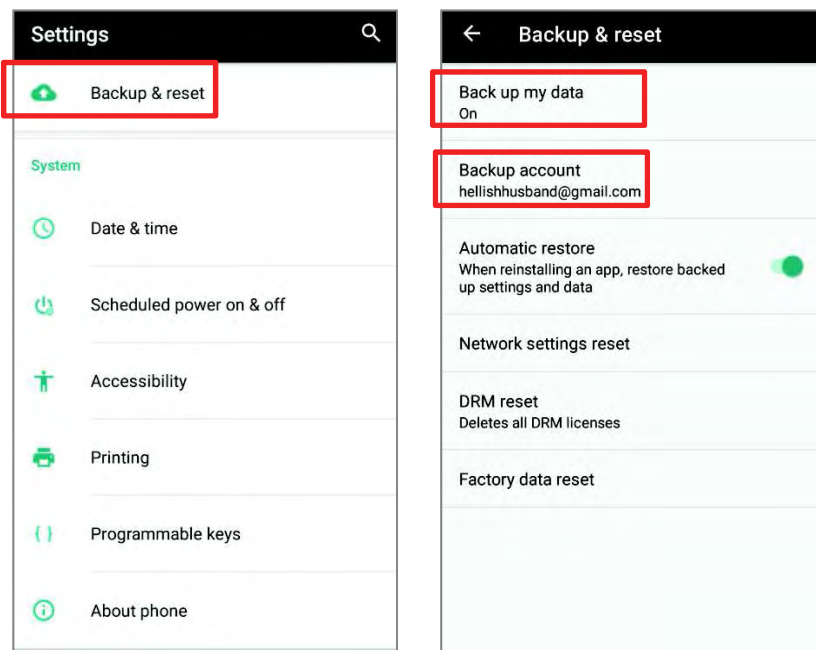 Settings
Backup & reset
System
Date & time
Scheduled power on & off
Accessibility
Printing
Programmable keys
About phone
Backup & reset
Back up my data
On
Backup account
hellishhusband@gmail.com
Automatic restore
When reinstalling an app, restore backed
up settings and data
Network settings reset
DRM reset
Deletes all DRM licenses
Factory data reset